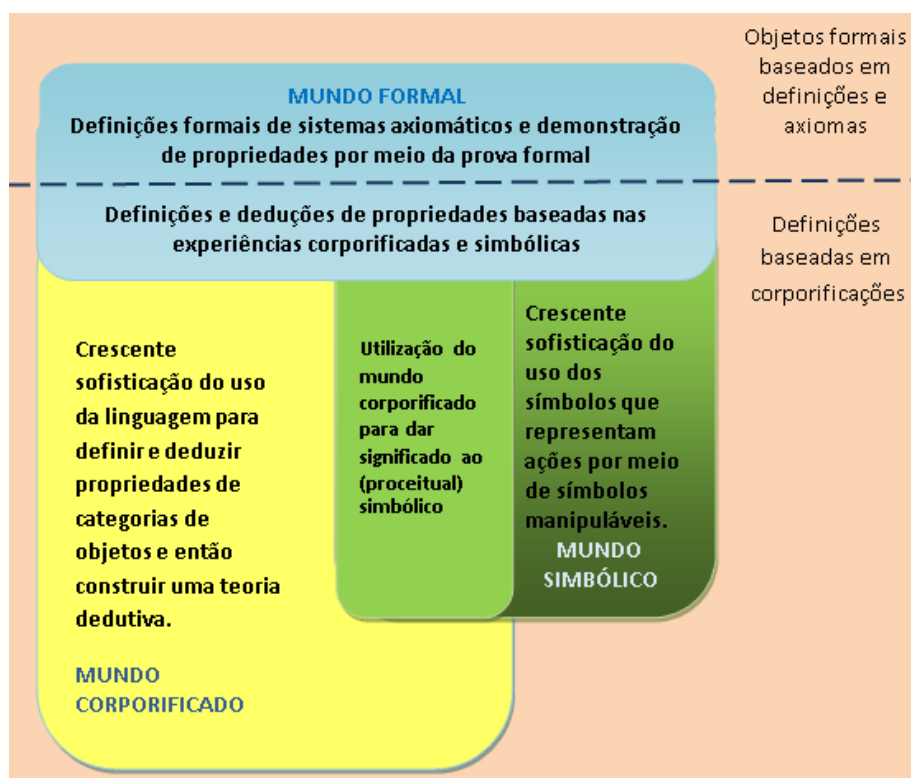 Objetos formais
baseados em
definições e
axiomas
MUNDO FORMAL
Definições formais de sistemas axiomáticos e demonstração
de propriedades por meio da prova formal
Definições e deduções de propriedades baseadas nas
experiências corporificadas e simbólicas
Definições
baseadas em
corporificações
Crescente
sofisticação do uso
da linguagem para
definir e deduzir
propriedades de
categorias de
objetos e então
construir uma teoria
dedutiva.
MUNDO
CORPORIFICADO
Utilização do
mundo
corporificado
para dar
significado ao
(proceitual)
simbólico
Crescente
sofisticação do
uso dos
símbolos que
representam
ações por meio
de símbolos
manipuláveis.
MUNDO
SIMBÓLICO